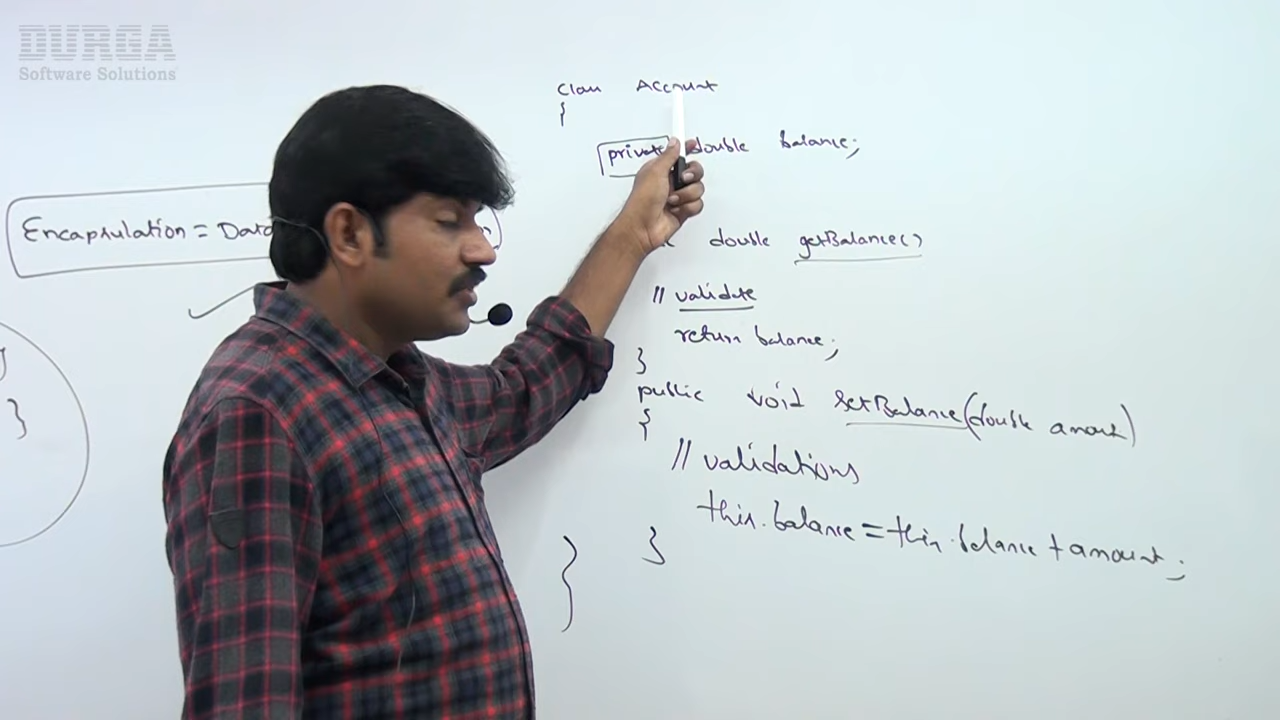 DURGA
Software Solutions
class Account
{
private double balance;
Encapsulation = Data
double getBalance()
// validate
return balance;
}
public void setBalance(double amount)
{
// validations
this.balance = this.balance + amount;
}
}
}